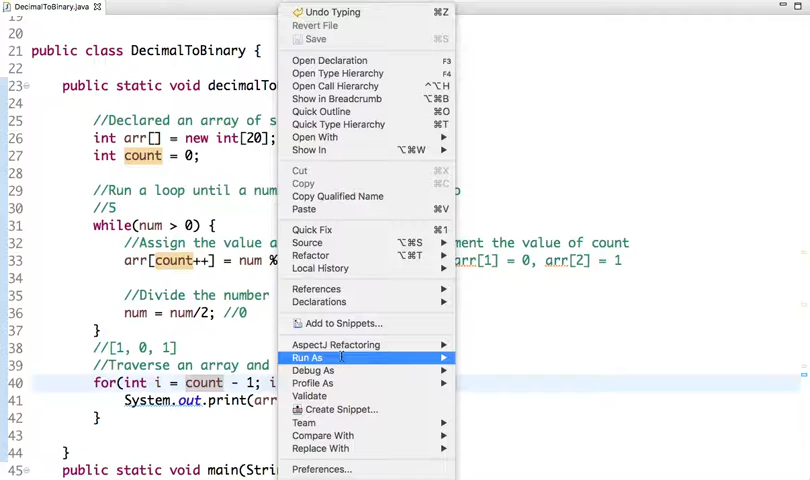 DecimalToBinary.java
19
20
21 public class DecimalToBinary {
22
23 public static void decimalTo
24
25 //Declared an array of s
26 int arr[] = new int[20];
27 int count = 0;
28
29 //Run a loop until a num o
30 //5
31 while(num > 0) {
32 //Assign the value a ment the value of count
33 arr[count++] = num % arr[1] = 0, arr[2] = 1
34
35 //Divide the number
36 num = num/2; //0
37 }
38 //[1, 0, 1]
39 //Traverse an array and
40 for(int i = count - 1; i
41 System.out.print(arr
42 }
43
44 }
45 public static void main(Strin
Undo Typing ⌘Z
Revert File
Save ⌘S
Open Declaration F3
Open Type Hierarchy F4
Open Call Hierarchy ^⌥H
Show in Breadcrumb ⌥⌘B
Quick Outline ⌘O
Quick Type Hierarchy ⌘T
Open With
Show In ⌥⌘W
Cut ⌘X
Copy ⌘C
Copy Qualified Name
Paste ⌘V
Quick Fix ⌘1
Source ⌥⌘S
Refactor ⌥⌘T
Local History
References
Declarations
Add to Snippets...
AspectJ Refactoring
Run As
Debug As
Profile As
Validate
Create Snippet...
Team
Compare With
Replace With
Preferences...